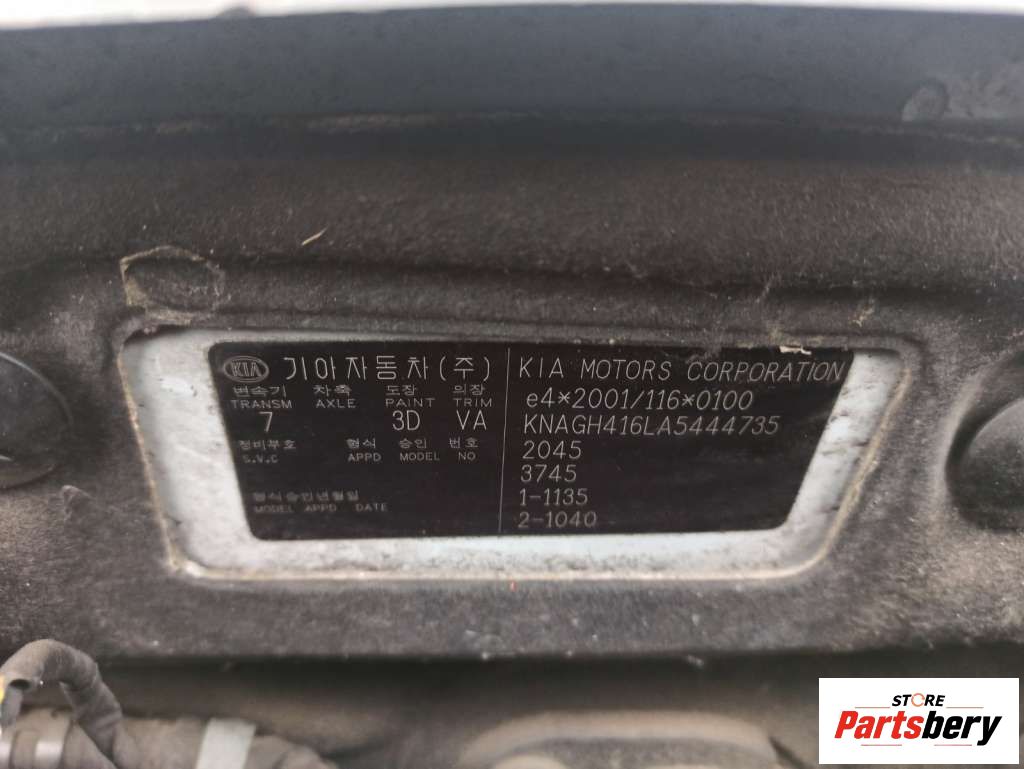 KIA 기아자동차(주)
변속기 차축 도장 의장
TRANSM AXLE PAINT TRIM
7 3D VA
정비부호 형식 승인 번호
S.V.C APPD MODEL NO
형식승인년월일
MODEL APPD DATE
KIA MOTORS CORPORATION
e4*2001/116*0100
KNAGH416LA5444735
2045
3745
1-1135
2-1040
STORE
Partsbery